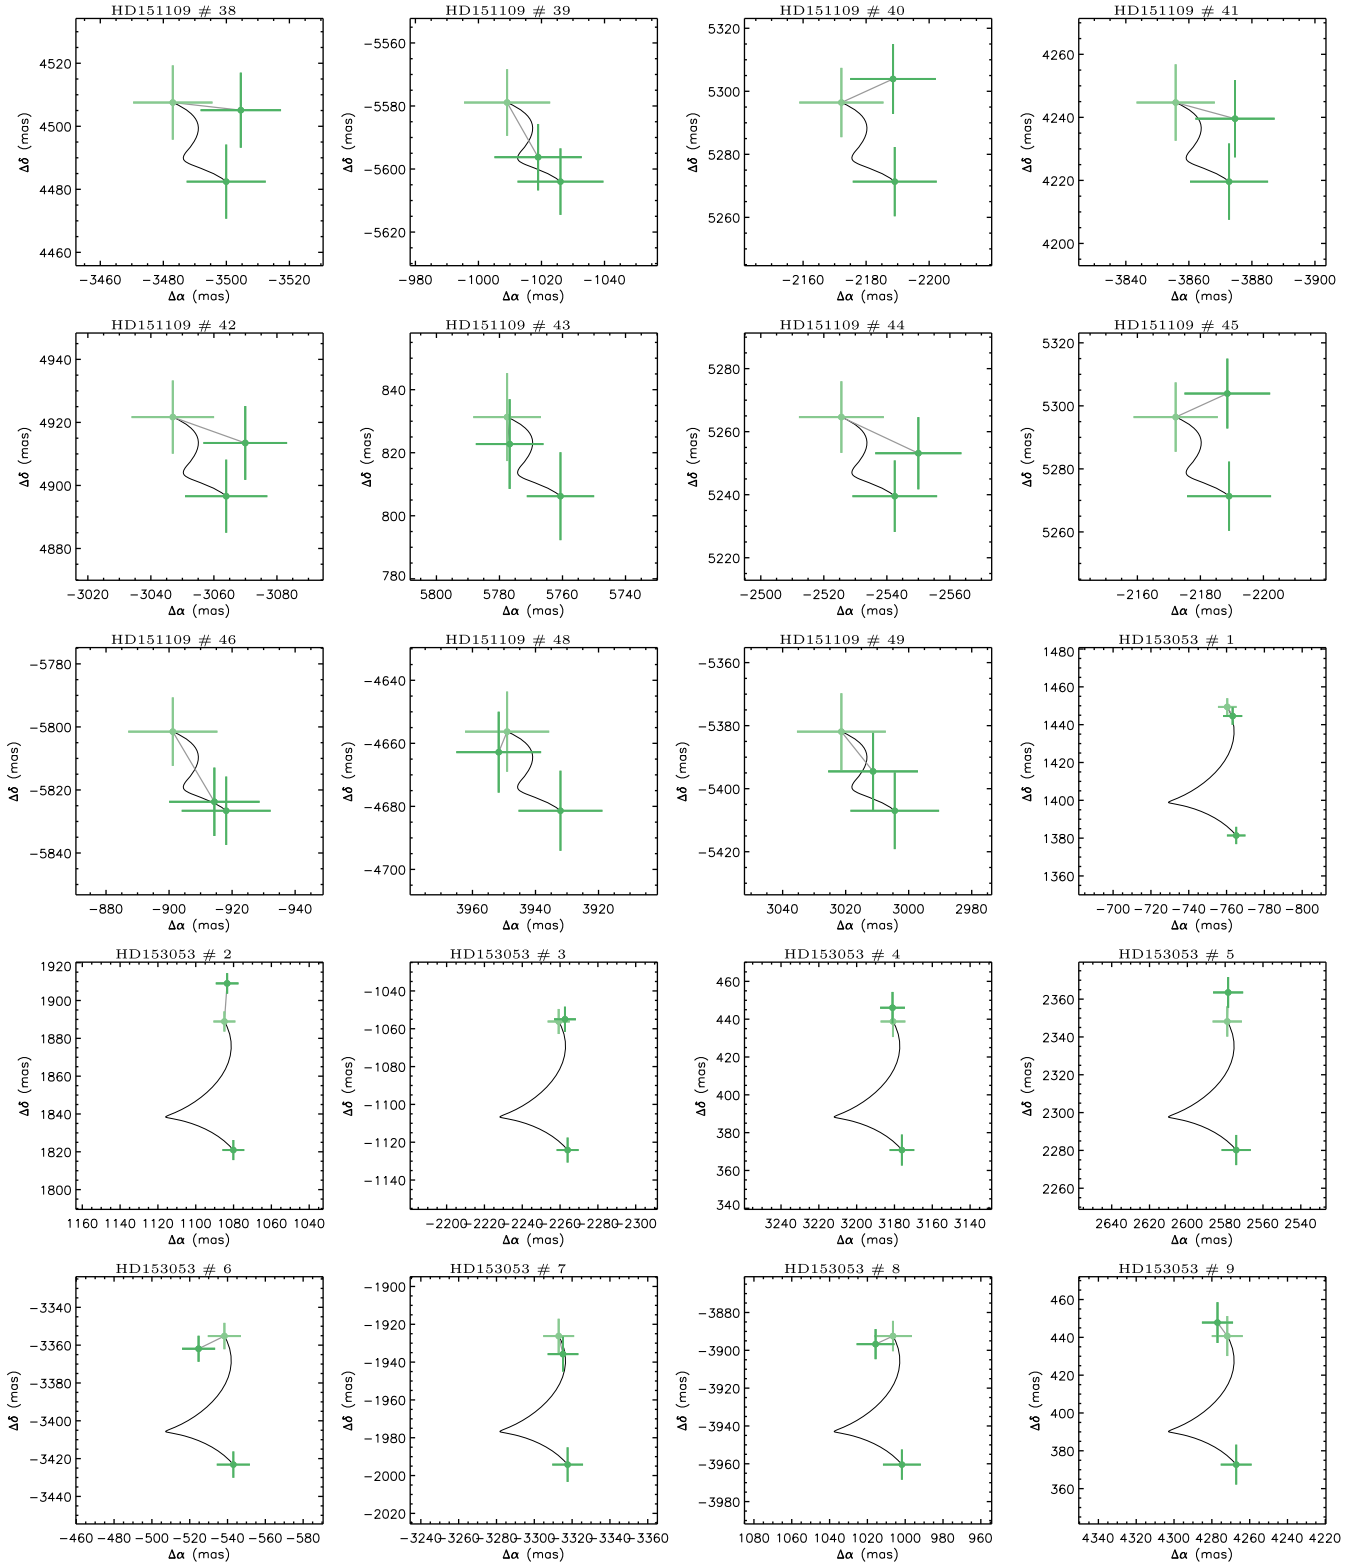 HD151109 # 38 HD151109 # 39 HD151109 # 40 HD151109 # 41
4520 4500 4480 4460 Δδ (mas) −3460 −3480 −3500 −3520 Δα (mas)
−5560 −5580 −5600 −5620 Δδ (mas) −980 −1000 −1020 −1040 Δα (mas)
5320 5300 5280 5260 Δδ (mas) −2160 −2180 −2200 Δα (mas)
4260 4240 4220 4200 Δδ (mas) −3840 −3860 −3880 −3900 Δα (mas)
HD151109 # 42 HD151109 # 43 HD151109 # 44 HD151109 # 45
4940 4920 4900 4880 Δδ (mas) −3020 −3040 −3060 −3080 Δα (mas)
840 820 800 780 Δδ (mas) 5800 5780 5760 5740 Δα (mas)
5280 5260 5240 5220 Δδ (mas) −2500 −2520 −2540 −2560 Δα (mas)
5320 5300 5280 5260 Δδ (mas) −2160 −2180 −2200 Δα (mas)
HD151109 # 46 HD151109 # 48 HD151109 # 49 HD153053 # 1
−5780 −5800 −5820 −5840 Δδ (mas) −880 −900 −920 −940 Δα (mas)
−4640 −4660 −4680 −4700 Δδ (mas) 3960 3940 3920 Δα (mas)
−5360 −5380 −5400 −5420 Δδ (mas) 3040 3020 3000 2980 Δα (mas)
1480 1460 1440 1420 1400 1380 1360 Δδ (mas) −700 −720 −740 −760 −780 −800 Δα (mas)
HD153053 # 2 HD153053 # 3 HD153053 # 4 HD153053 # 5
1920 1900 1880 1860 1840 1820 1800 Δδ (mas) 1160 1140 1120 1100 1080 1060 1040 Δα (mas)
−1040 −1060 −1080 −1100 −1120 −1140 Δδ (mas) −2200 −2220 −2240 −2260 −2280 −2300 Δα (mas)
460 440 420 400 380 360 340 Δδ (mas) 3240 3220 3200 3180 3160 3140 Δα (mas)
2360 2340 2320 2300 2280 2260 Δδ (mas) 2640 2620 2600 2580 2560 2540 Δα (mas)
HD153053 # 6 HD153053 # 7 HD153053 # 8 HD153053 # 9
−3340 −3360 −3380 −3400 −3420 −3440 Δδ (mas) −460 −480 −500 −520 −540 −560 −580 Δα (mas)
−1900 −1920 −1940 −1960 −1980 −2000 −2020 Δδ (mas) −3240 −3260 −3280 −3300 −3320 −3340 −3360 Δα (mas)
−3880 −3900 −3920 −3940 −3960 −3980 Δδ (mas) 1080 1060 1040 1020 1000 980 960 Δα (mas)
460 440 420 400 380 360 Δδ (mas) 4340 4320 4300 4280 4260 4240 4220 Δα (mas)